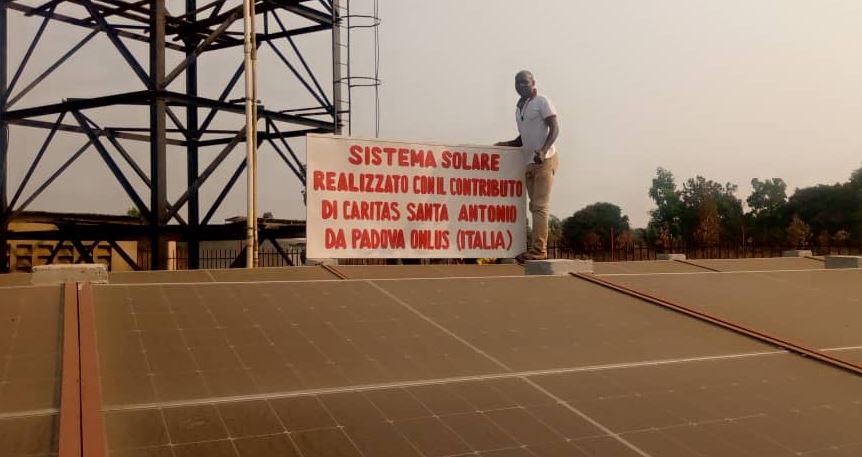 SISTEMA SOLARE
REALIZZATO CON IL CONTRIBUTO
DI CARITAS SANTA ANTONIO
DA PADOVA ONLUS (ITALIA)